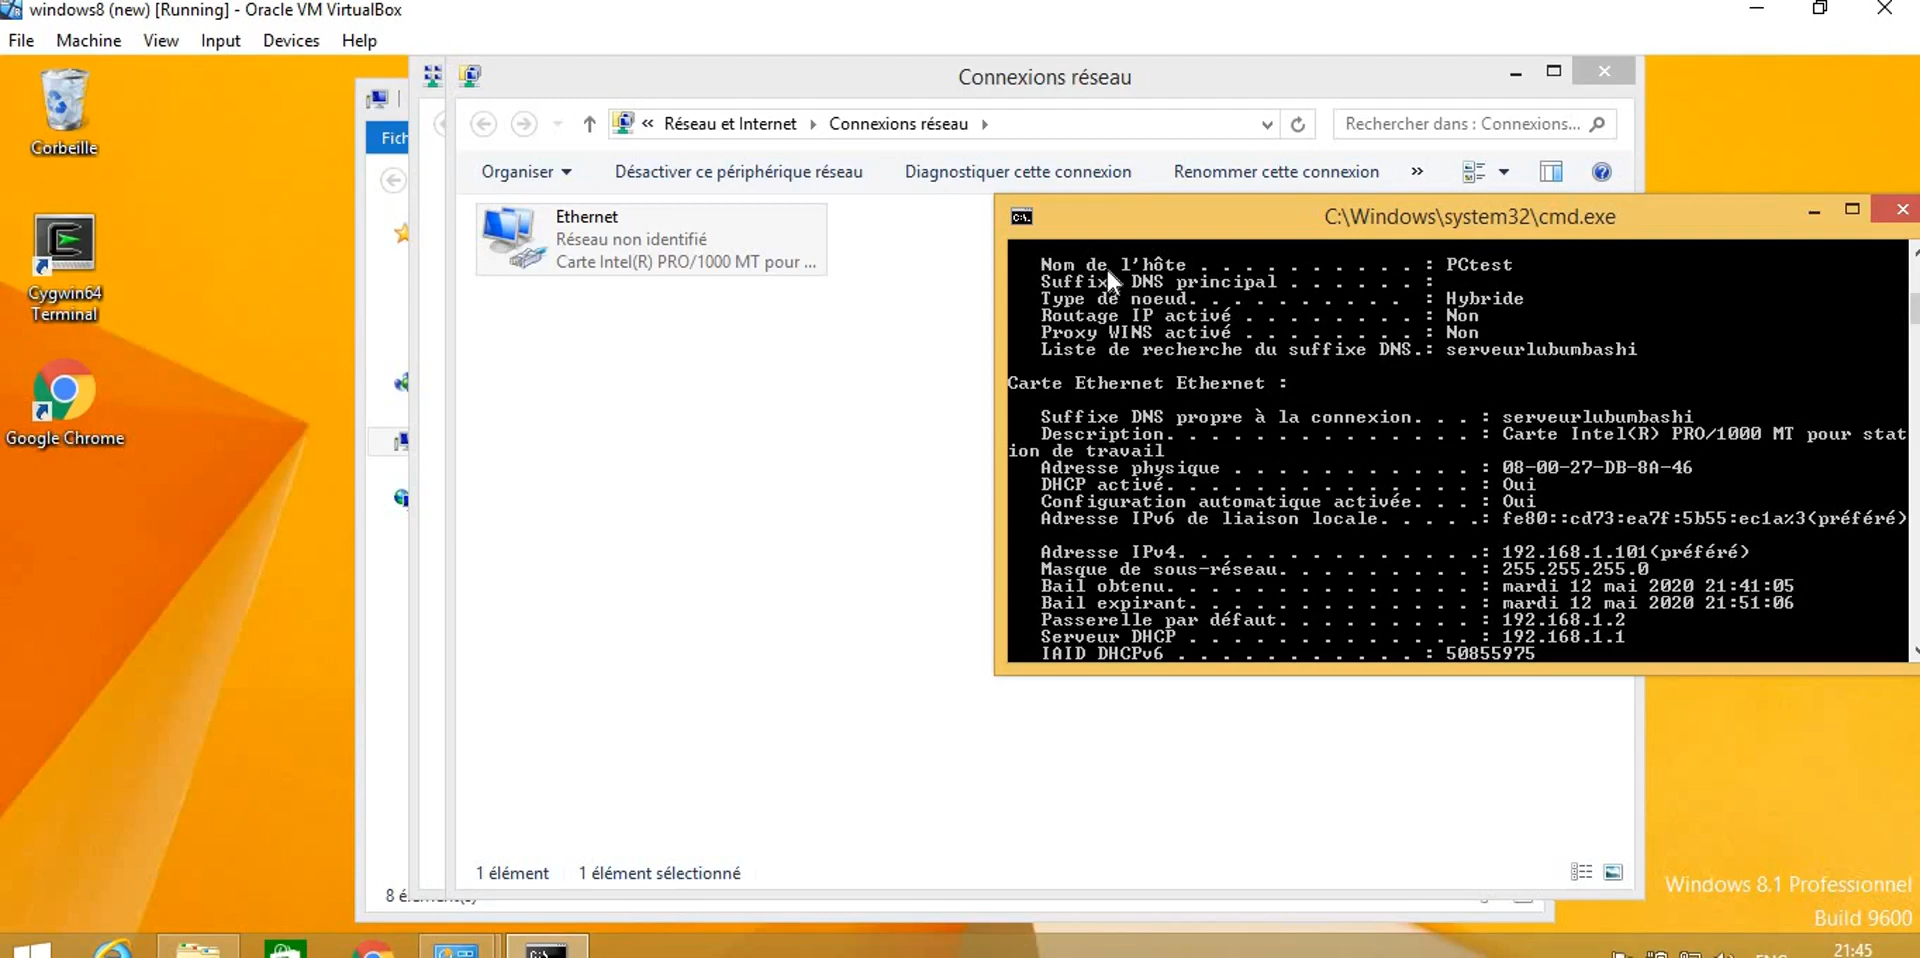 windows8 (new) [Running] - Oracle VM VirtualBox
File Machine View Input Devices Help
Corbeille
Cygwin64
Terminal
Google Chrome
Fich
8
Connexions réseau
« Réseau et Internet Connexions réseau
Rechercher dans : Connexions...
Organiser Désactiver ce périphérique réseau Diagnostiquer cette connexion Renommer cette connexion »
Ethernet
Réseau non identifié
Carte Intel(R) PRO/1000 MT pour ...
C:\Windows\system32\cmd.exe
Nom de l'hôte . . . . . . . . . . : PCtest
Suffixe DNS principal . . . . . . :
Type de noeud. . . . . . . . . . : Hybride
Routage IP activé . . . . . . . . : Non
Proxy WINS activé . . . . . . . . : Non
Liste de recherche du suffixe DNS.: serveurlubumbashi
Carte Ethernet Ethernet :
Suffixe DNS propre à la connexion. . . : serveurlubumbashi
Description. . . . . . . . . . . . . . : Carte Intel(R) PRO/1000 MT pour stat
ion de travail
Adresse physique . . . . . . . . . . . : 08-00-27-DB-8A-46
DHCP activé. . . . . . . . . . . . . . : Oui
Configuration automatique activée. . . : Oui
Adresse IPv6 de liaison locale. . . . .: fe80::cd73:ea7f:5b55:ec1a%3(préféré)
Adresse IPv4. . . . . . . . . . . . . .: 192.168.1.101(préféré)
Masque de sous-réseau. . . . . . . . . : 255.255.255.0
Bail obtenu. . . . . . . . . . . . . . : mardi 12 mai 2020 21:41:05
Bail expirant. . . . . . . . . . . . . : mardi 12 mai 2020 21:51:06
Passerelle par défaut. . . . . . . . . : 192.168.1.2
Serveur DHCP . . . . . . . . . . . . . : 192.168.1.1
IAID DHCPv6 . . . . . . . . . . . : 50855975
1 élément 1 élément sélectionné
Windows 8.1 Professionnel
Build 9600
21:45